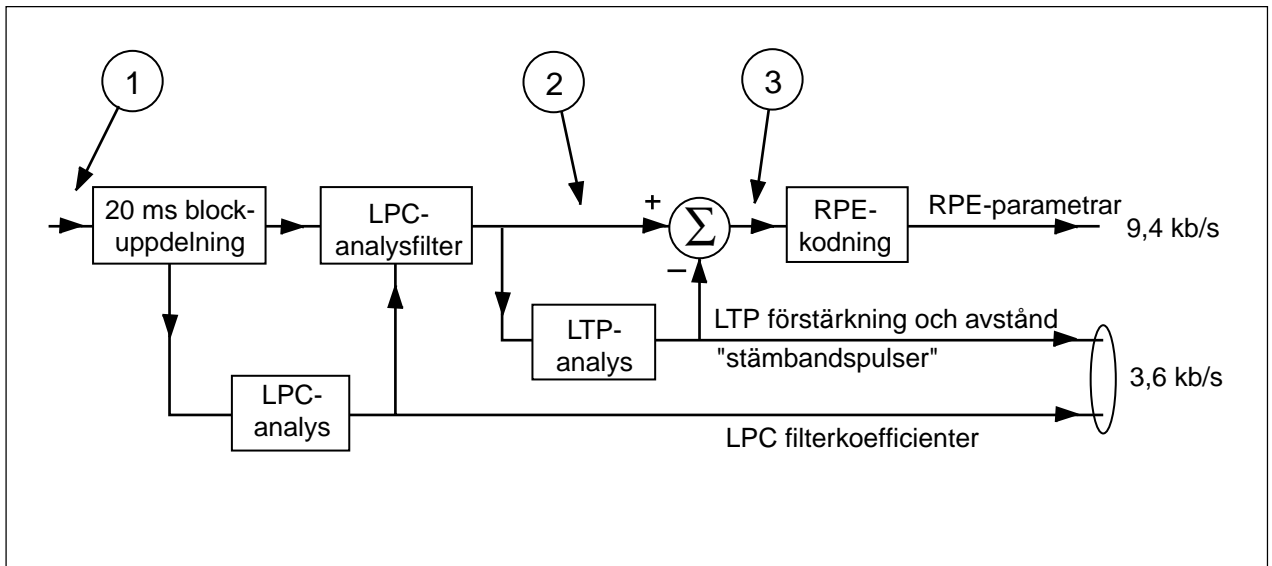 1
2
3
20 ms block-
uppdelning
LPC-
analysfilter
+
Σ
−
RPE-
kodning
RPE-parametrar
9,4 kb/s
LTP-
analys
LTP förstärkning och avstånd
"stämbandspulser"
3,6 kb/s
LPC-
analys
LPC filterkoefficienter